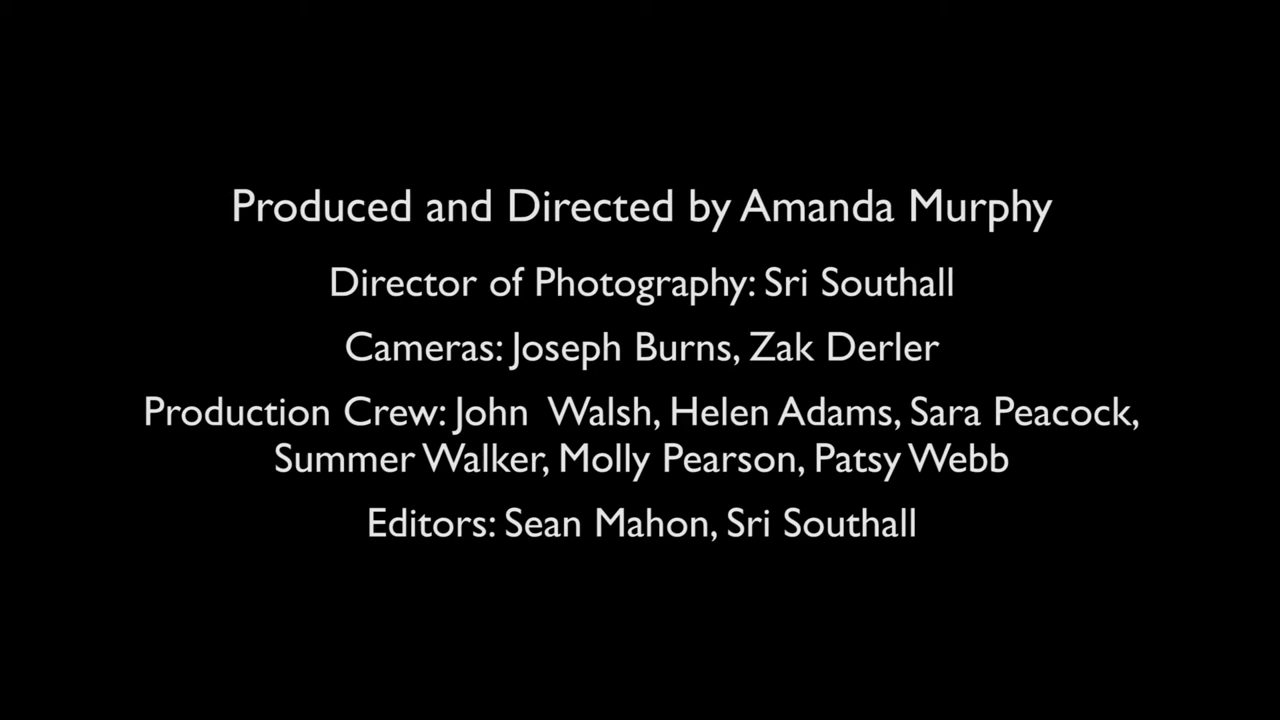 Produced and Directed by Amanda Murphy
Director of Photography: Sri Southall
Cameras: Joseph Burns, Zak Derler
Production Crew: John  Walsh, Helen Adams, Sara Peacock,
Summer Walker, Molly Pearson, Patsy Webb
Editors: Sean Mahon, Sri Southall